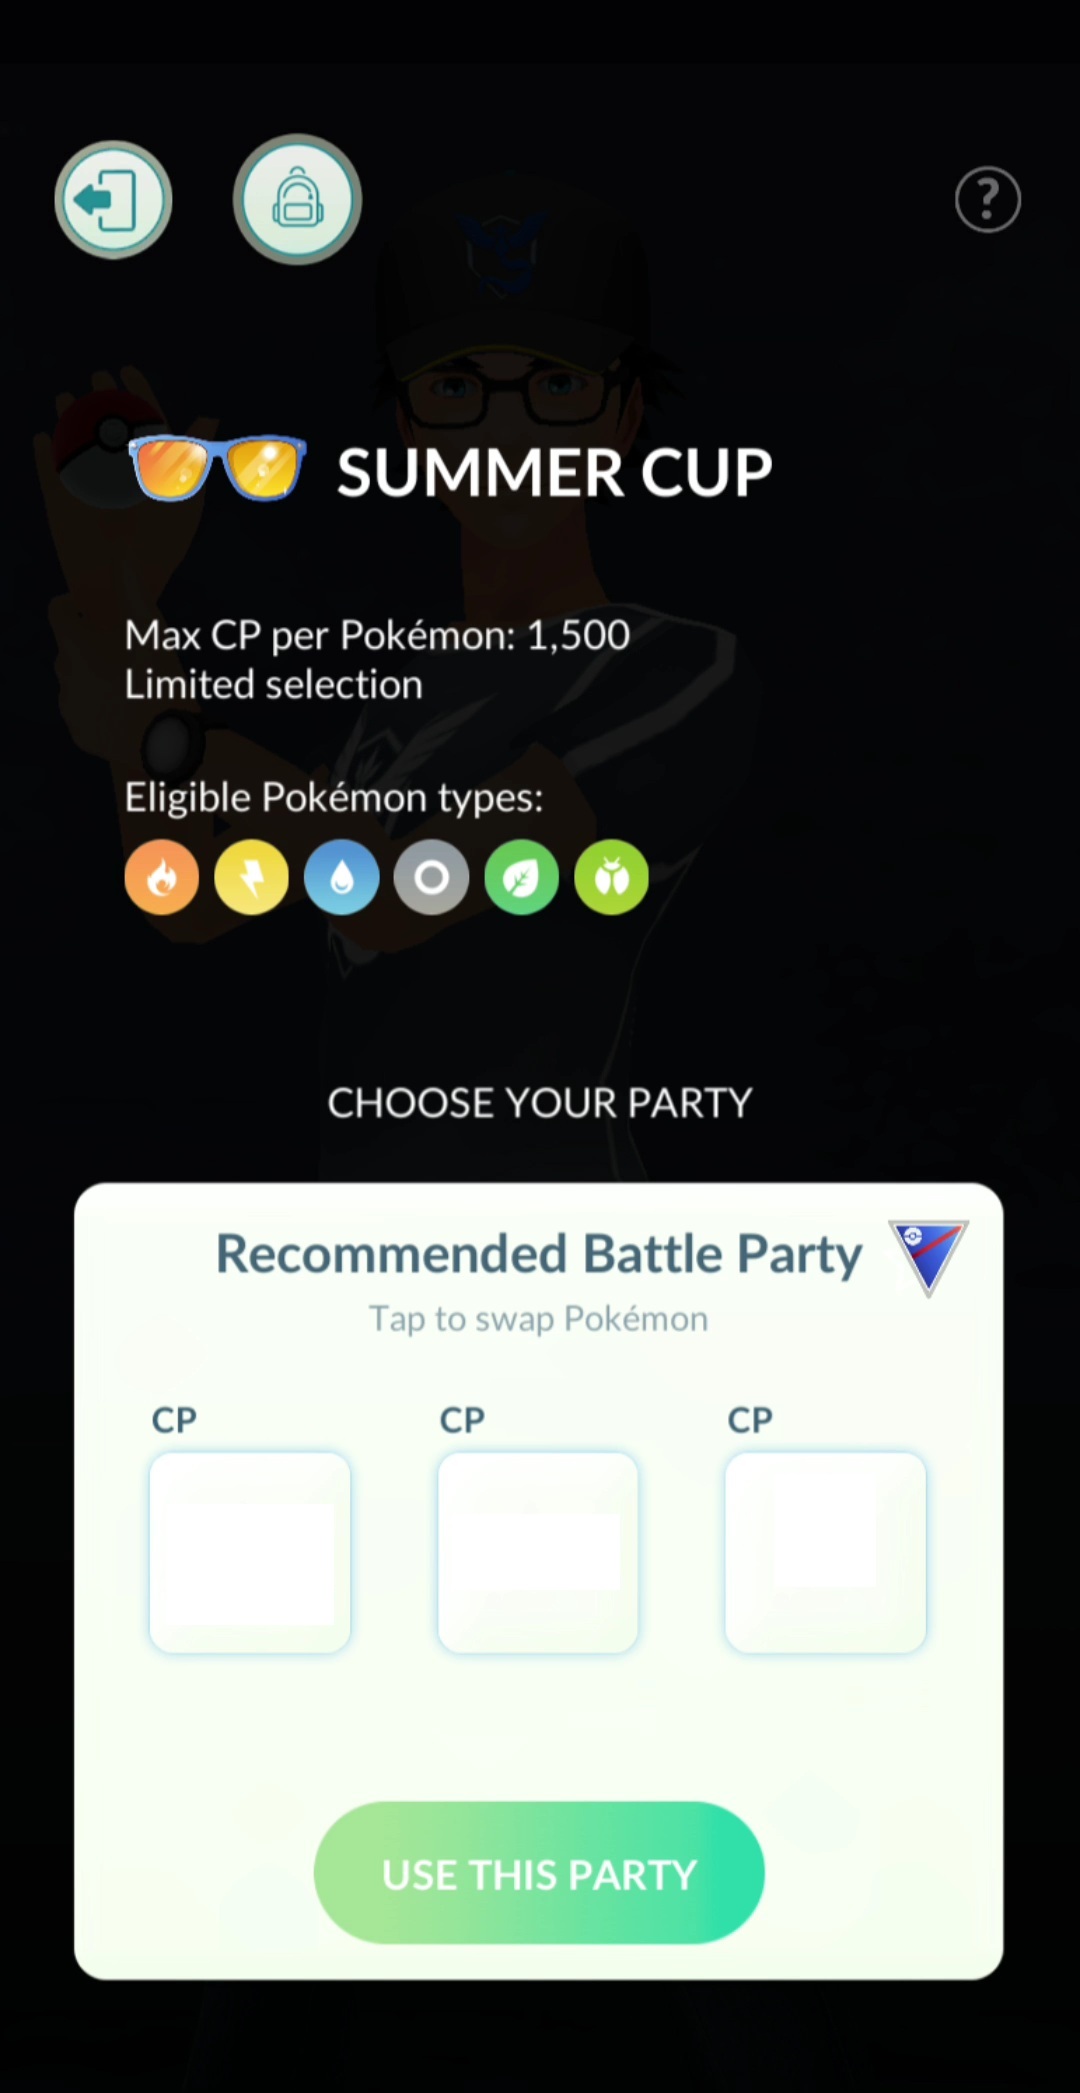 ?
SUMMER CUP
Max CP per Pokémon: 1,500
Limited selection
Eligible Pokémon types:
CHOOSE YOUR PARTY
Recommended Battle Party
Tap to swap Pokémon
CP CP CP
USE THIS PARTY